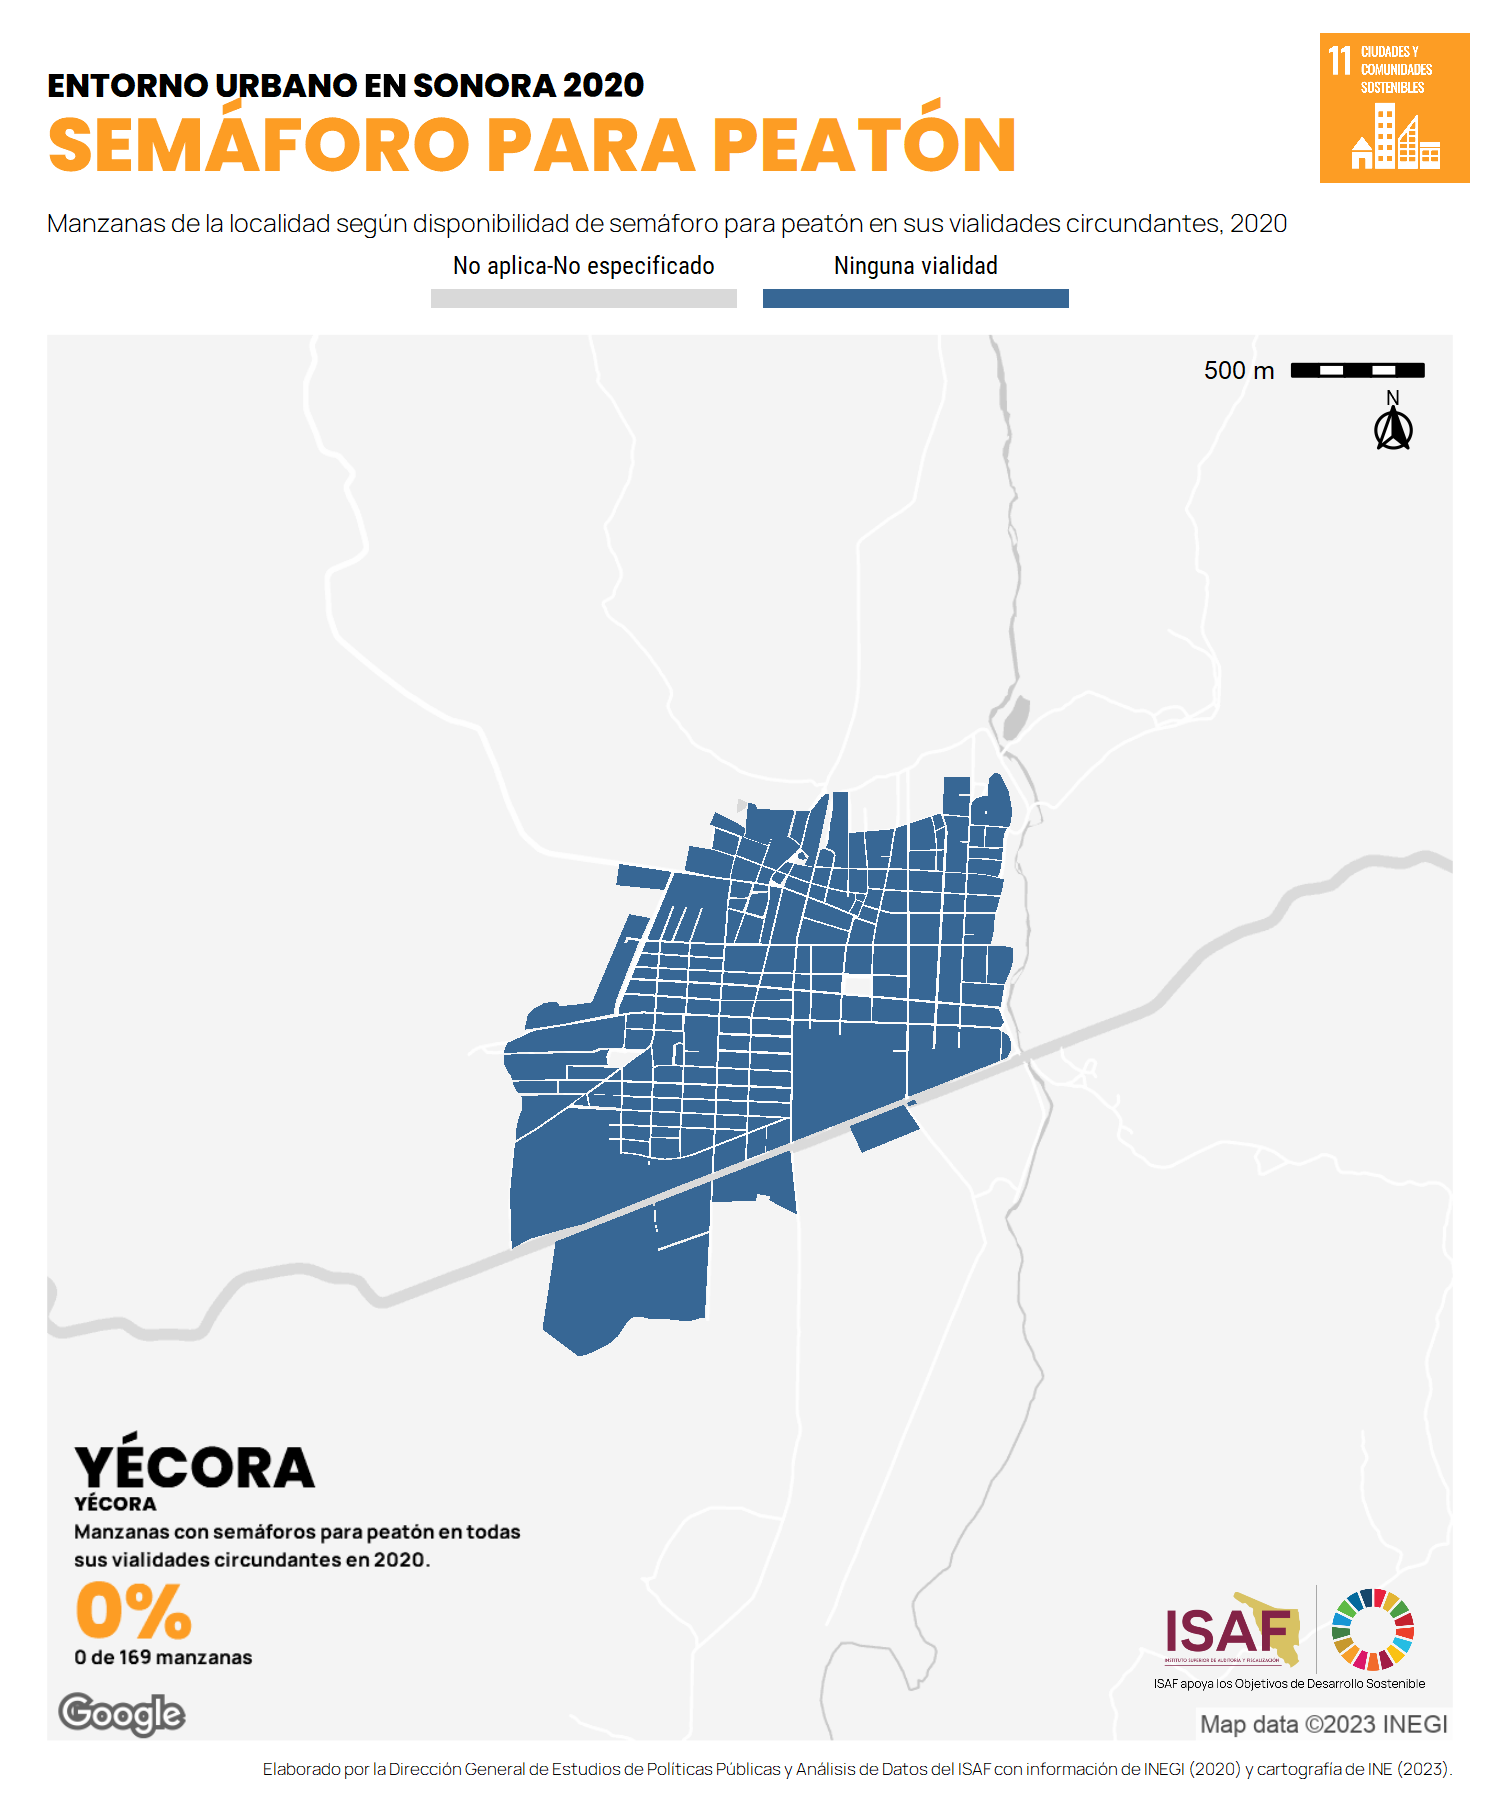 ENTORNO URBANO EN SONORA 2020
SEMÁFORO PARA PEATÓN
11 CIUDADES Y
COMUNIDADES
SOSTENIBLES
Manzanas de la localidad según disponibilidad de semáforo para peatón en sus vialidades circundantes, 2020
No aplica-No especificado
Ninguna vialidad
500 m
N
YÉCORA
YÉCORA
Manzanas con semáforos para peatón en todas
sus vialidades circundantes en 2020.
0%
0 de 169 manzanas
Google
ISAF
INSTITUTO SUPERIOR DE AUDITORÍA Y FISCALIZACIÓN
ISAF apoya los Objetivos de Desarrollo Sostenible
Map data ©2023 INEGI
Elaborado por la Dirección General de Estudios de Políticas Públicas y Análisis de Datos del ISAF con información de INEGI (2020) y cartografía de INE (2023).